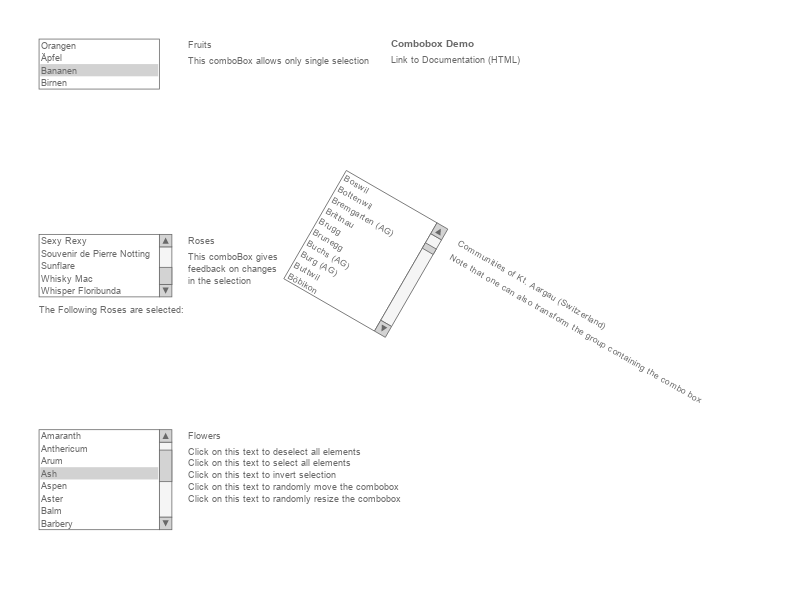 Orangen
Äpfel
Bananen
Birnen
Fruits
This comboBox allows only single selection
Combobox Demo
Link to Documentation (HTML)
Boswil
Bottenwil
Bremgarten (AG)
Brittnau
Brugg
Brunegg
Buchs (AG)
Burg (AG)
Buttwil
Böbikon
Communities of Kt. Aargau (Switzerland)
Note that one can also transform the group containing the combo box
Sexy Rexy
Souvenir de Pierre Notting
Sunflare
Whisky Mac
Whisper Floribunda
Roses
This comboBox gives
feedback on changes
in the selection
The Following Roses are selected:
Amaranth
Anthericum
Arum
Ash
Aspen
Aster
Balm
Barbery
Flowers
Click on this text to deselect all elements
Click on this text to select all elements
Click on this text to invert selection
Click on this text to randomly move the combobox
Click on this text to randomly resize the combobox